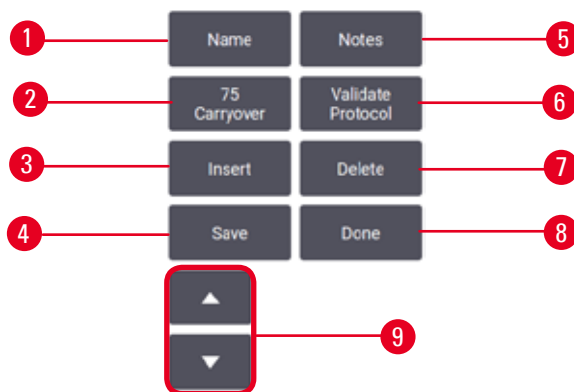 1 Name Notes 5
2 75 Carryover Validate Protocol 6
3 Insert Delete 7
4 Save Done 8
9